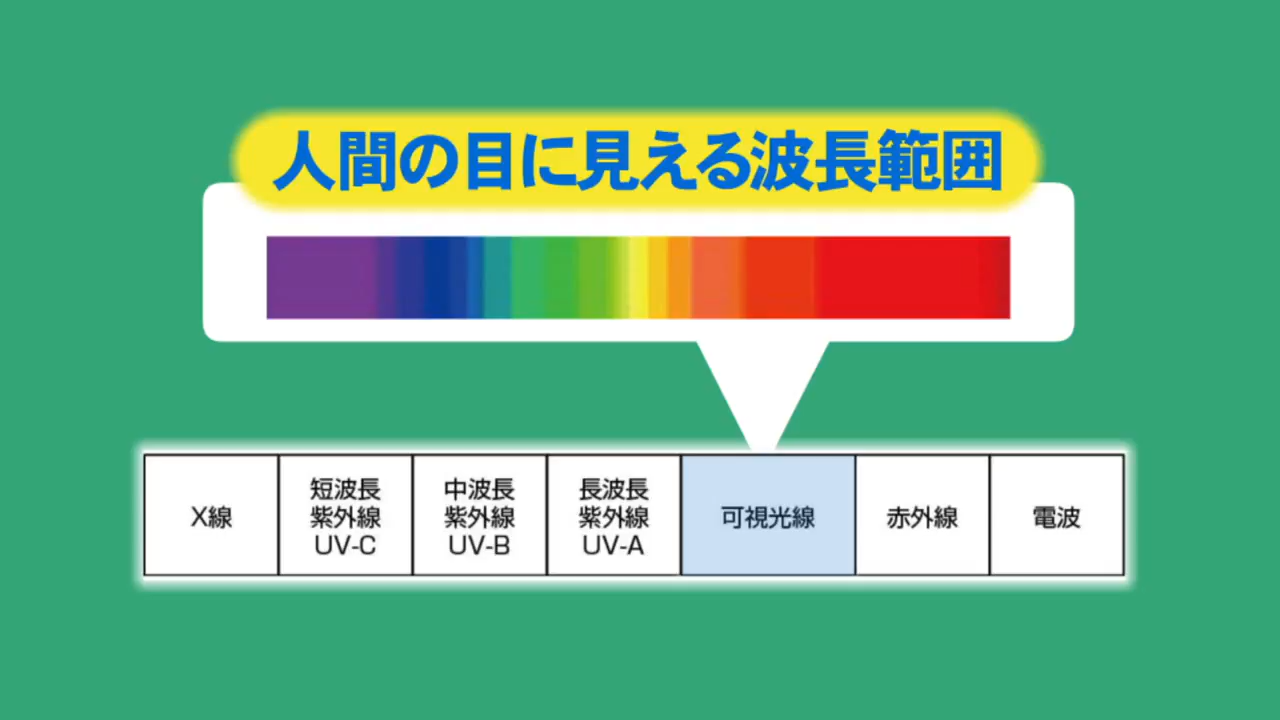 人間の目に見える波長範囲
X線
短波長
紫外線
UV-C
中波長
紫外線
UV-B
長波長
紫外線
UV-A
可視光線
赤外線
電波